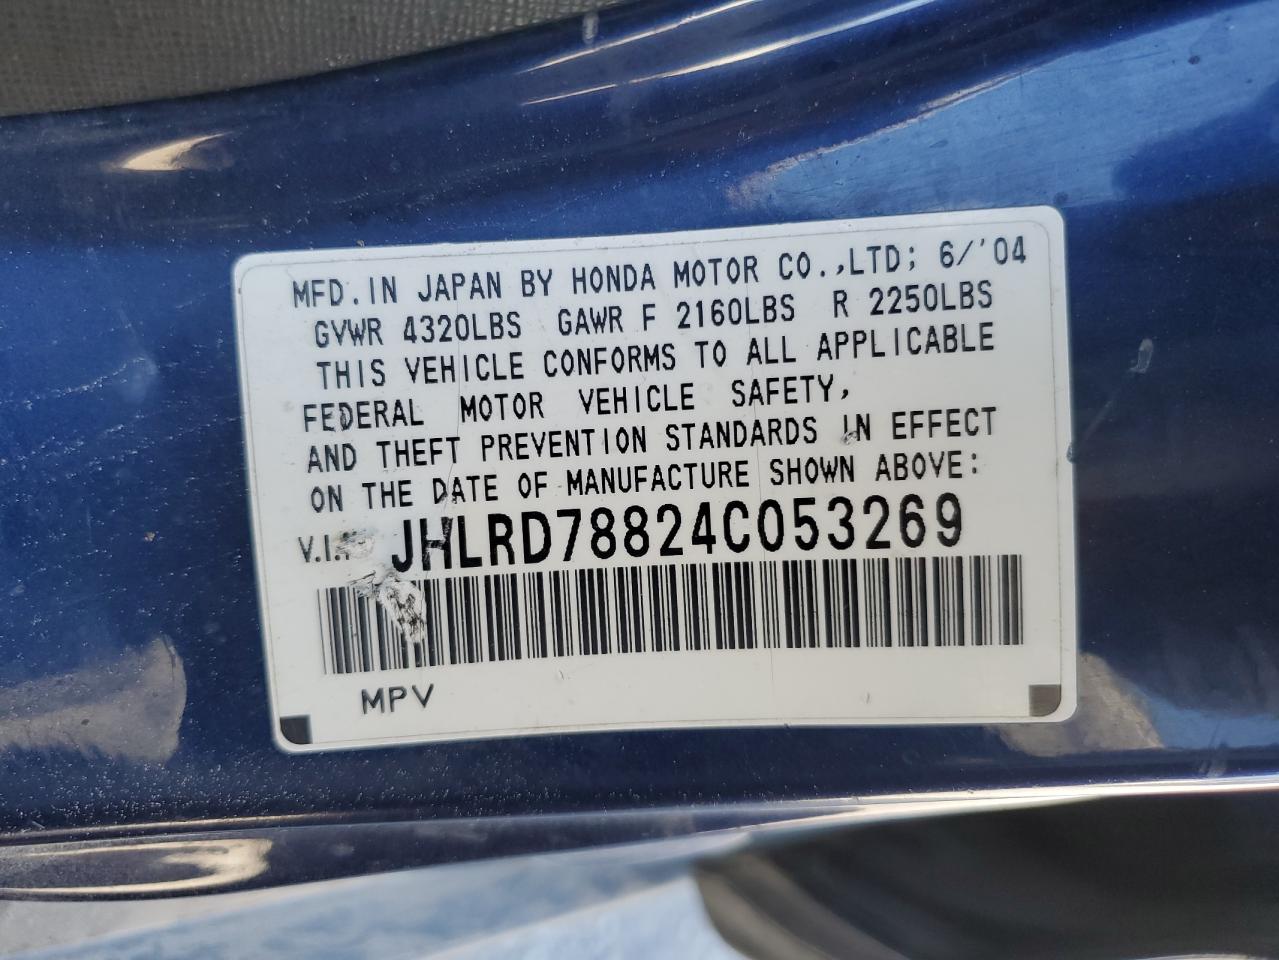 MFD. IN JAPAN BY HONDA MOTOR CO.,LTD; 6/'04
GVWR 4320LBS GAWR F 2160LBS R 2250LBS
THIS VEHICLE CONFORMS TO ALL APPLICABLE
FEDERAL MOTOR VEHICLE SAFETY,
AND THEFT PREVENTION STANDARDS IN EFFECT
ON THE DATE OF MANUFACTURE SHOWN ABOVE:
V.I. JHLRD78824C053269
MPV